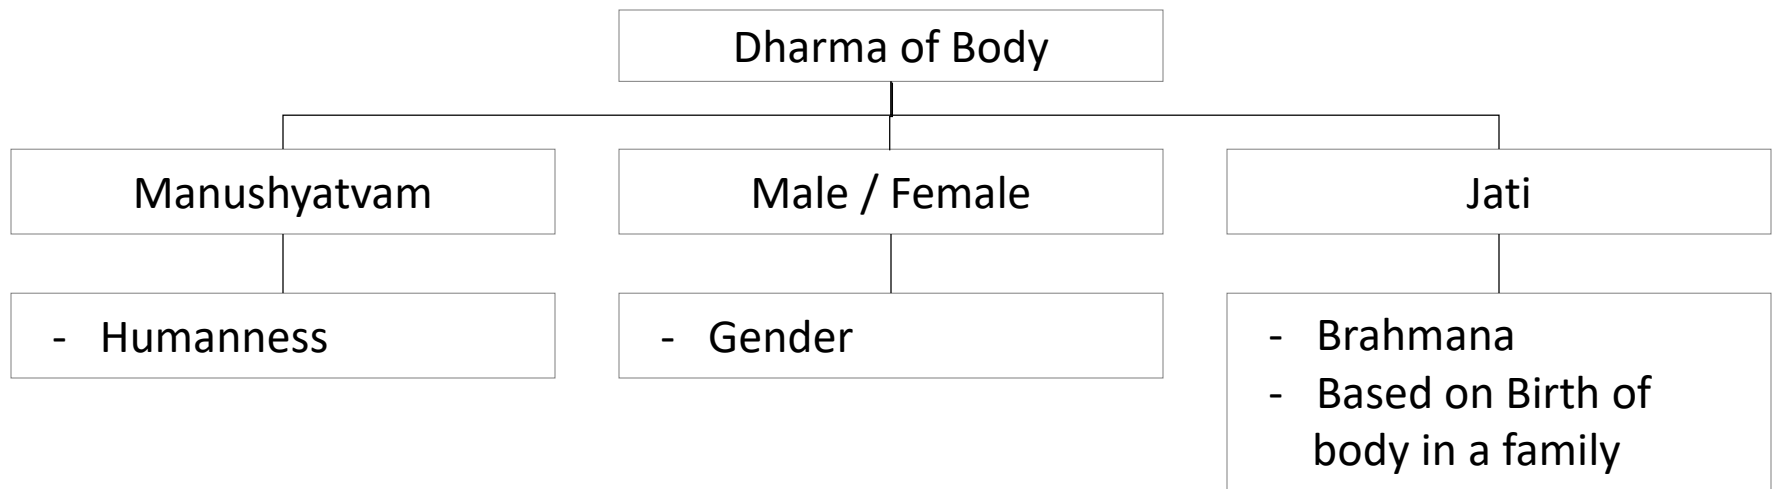 Dharma of Body
Manushyatvam
Male / Female
Jati
- Humanness
- Gender
- Brahmana
- Based on Birth of
body in a family